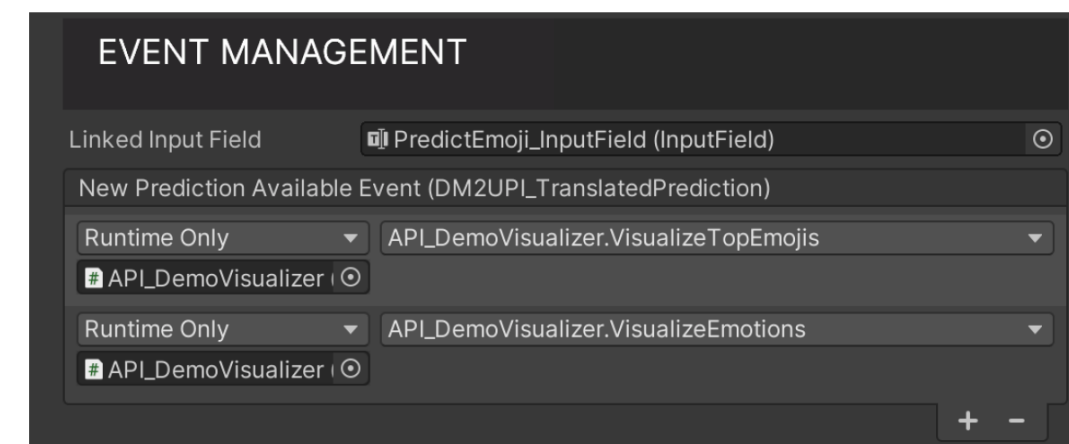 EVENT MANAGEMENT
Linked Input Field PredictEmoji_InputField (InputField)
New Prediction Available Event (DM2UPI_TranslatedPrediction)
Runtime Only API_DemoVisualizer.VisualizeTopEmojis
# API_DemoVisualizer (
Runtime Only API_DemoVisualizer.VisualizeEmotions
# API_DemoVisualizer (
+ -